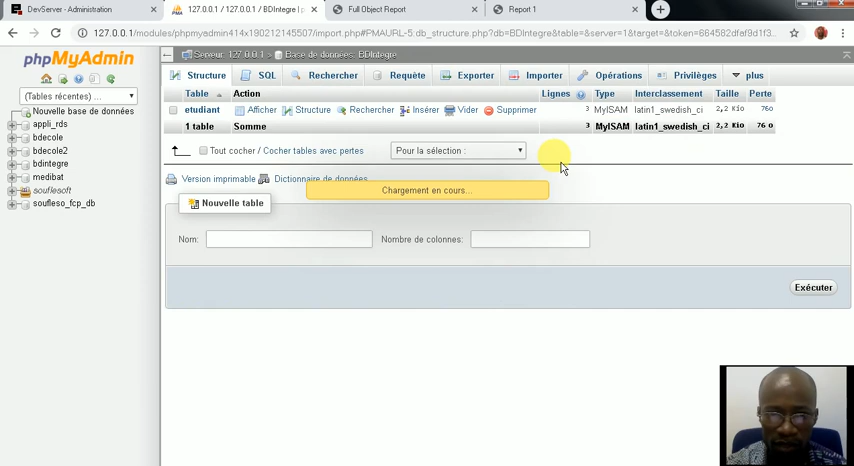 DevServer - Administration
127.0.0.1 / 127.0.0.1 / BDIntegre | p
Full Object Report
Report 1
127.0.0.1/modules/phpmyadmin414x190212145507/import.php#PMAURL-5:db_structure.php?db=BDIntegre&table=&server=1&target=&token=664582dfaf9d1f3...
phpMyAdmin
(Tables récentes) ...
Nouvelle base de données
appli_rds
bdecole
bdecole2
bdintegre
medibat
souflesoft
soufleso_fcp_db
Serveur: 127.0.0.1 » Base de données: BDIntegre
Structure SQL Rechercher Requête Exporter Importer Opérations Privilèges plus
Table Action Lignes Type Interclassement Taille Perte
etudiant Afficher Structure Rechercher Insérer Vider Supprimer 3 MyISAM latin1_swedish_ci 2,2 Kio 76o
1 table Somme 3 MyISAM latin1_swedish_ci 2,2 Kio 76 o
Tout cocher / Cocher tables avec pertes Pour la sélection :
Version imprimable Dictionnaire de données
Chargement en cours...
Nouvelle table
Nom: Nombre de colonnes:
Exécuter